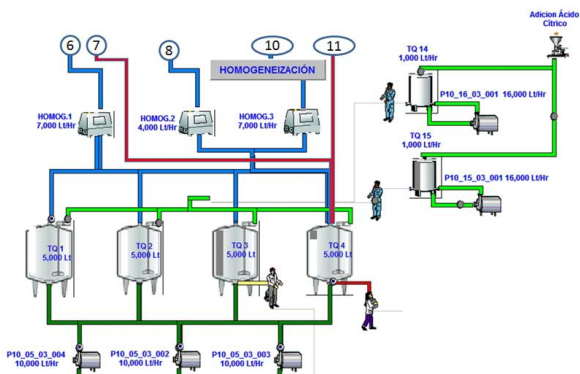 Adicion Ácido
Cítrico
6
7
8
10
11
HOMOGENEIZACIÓN
TQ 14
1,000 Lt/Hr
P10_16_03_001 16,000 Lt/Hr
HOMOG.1
7,000 Lt/Hr
HOMOG.2
4,000 Lt/Hr
HOMOG.3
7,000 Lt/Hr
TQ 15
1,000 Lt/Hr
P10_15_03_001 16,000 Lt/Hr
TQ 1
5,000 Lt
TQ 2
5,000 Lt
TQ 3
5,000 Lt
TQ 4
5,000 Lt
P10_05_03_004
10,000 Lt/Hr
P10_05_03_002
10,000 Lt/Hr
P10_05_03_003
10,000 Lt/Hr